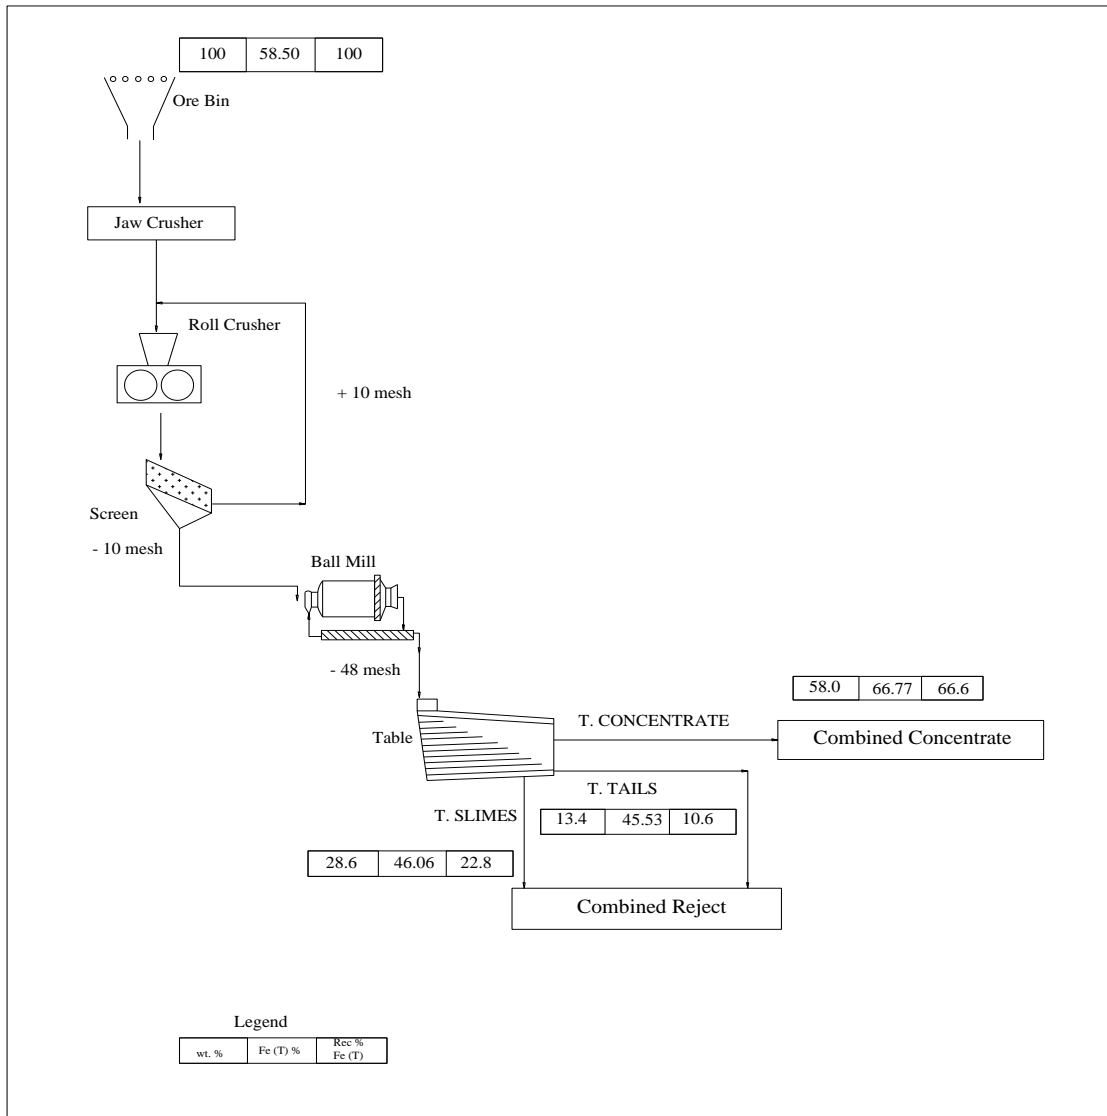 100 58.50 100
Ore Bin
Jaw Crusher
Roll Crusher
+ 10 mesh
Screen
- 10 mesh
Ball Mill
- 48 mesh
58.0 66.77 66.6
T. CONCENTRATE
Table
Combined Concentrate
T. TAILS
T. SLIMES
13.4 45.53 10.6
28.6 46.06 22.8
Combined Reject
Legend
wt. % Fe (T) % Rec %
Fe (T)